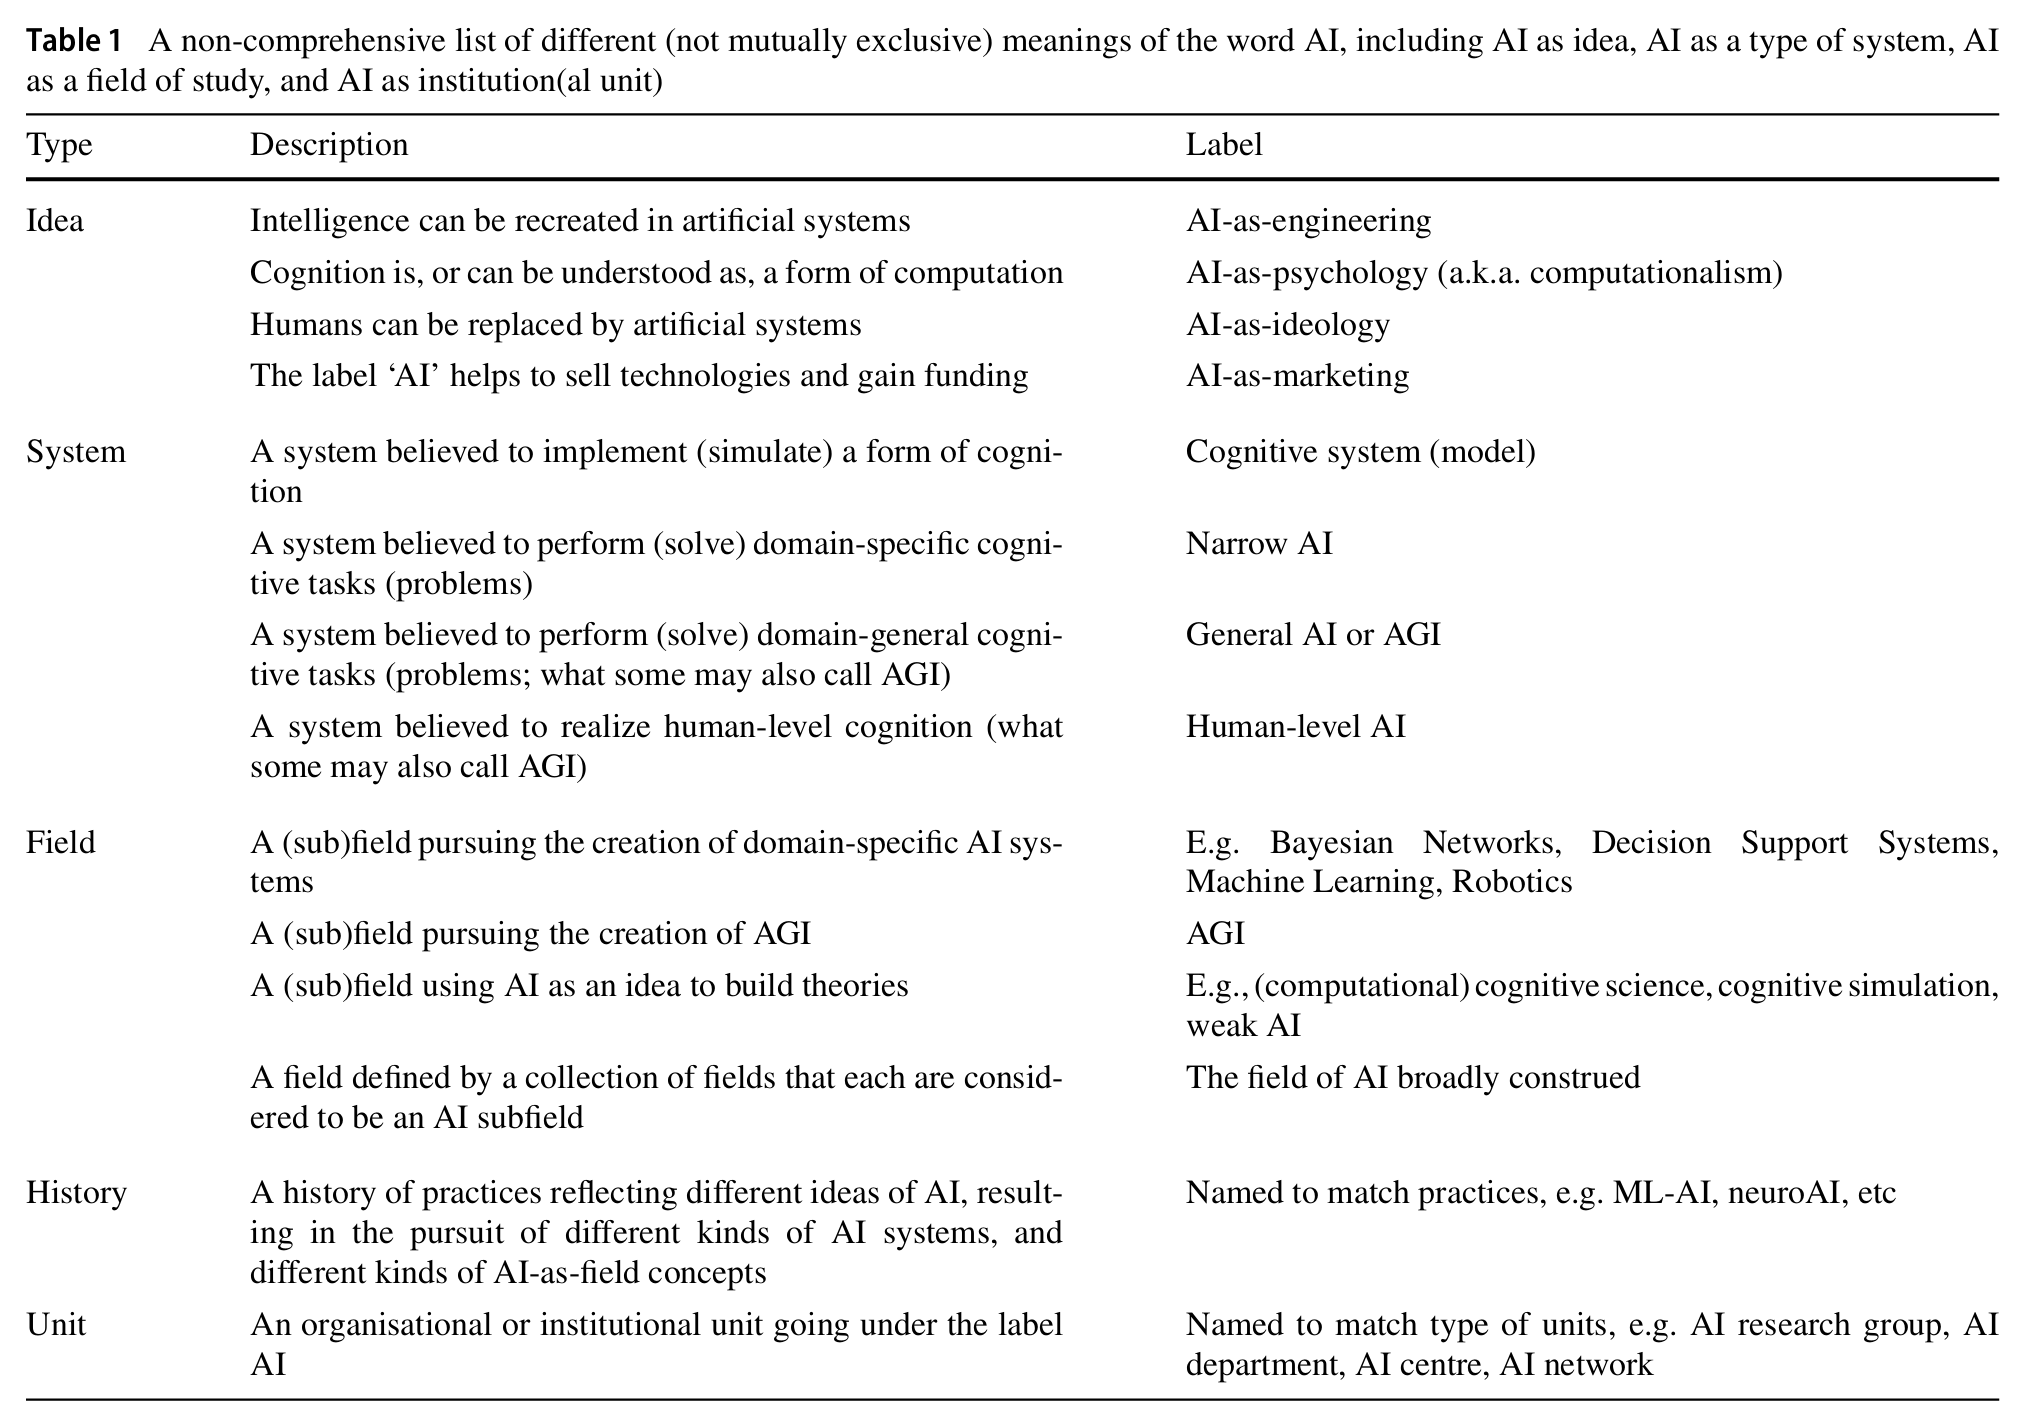 Table 1 A non-comprehensive list of different (not mutually exclusive) meanings of the word AI, including AI as idea, AI as a type of system, AI
as a field of study, and AI as institution(al unit)
Type Description Label
Idea Intelligence can be recreated in artificial systems AI-as-engineering
Cognition is, or can be understood as, a form of computation AI-as-psychology (a.k.a. computationalism)
Humans can be replaced by artificial systems AI-as-ideology
The label ‘AI’ helps to sell technologies and gain funding AI-as-marketing
System A system believed to implement (simulate) a form of cogni- Cognitive system (model)
tion
A system believed to perform (solve) domain-specific cogni- Narrow AI
tive tasks (problems)
A system believed to perform (solve) domain-general cogni- General AI or AGI
tive tasks (problems; what some may also call AGI)
A system believed to realize human-level cognition (what Human-level AI
some may also call AGI)
Field A (sub)field pursuing the creation of domain-specific AI sys- E.g. Bayesian Networks, Decision Support Systems,
tems Machine Learning, Robotics
A (sub)field pursuing the creation of AGI AGI
A (sub)field using AI as an idea to build theories E.g., (computational) cognitive science, cognitive simulation,
weak AI
A field defined by a collection of fields that each are consid- The field of AI broadly construed
ered to be an AI subfield
History A history of practices reflecting different ideas of AI, result- Named to match practices, e.g. ML-AI, neuroAI, etc
ing in the pursuit of different kinds of AI systems, and
different kinds of AI-as-field concepts
Unit An organisational or institutional unit going under the label Named to match type of units, e.g. AI research group, AI
AI department, AI centre, AI network